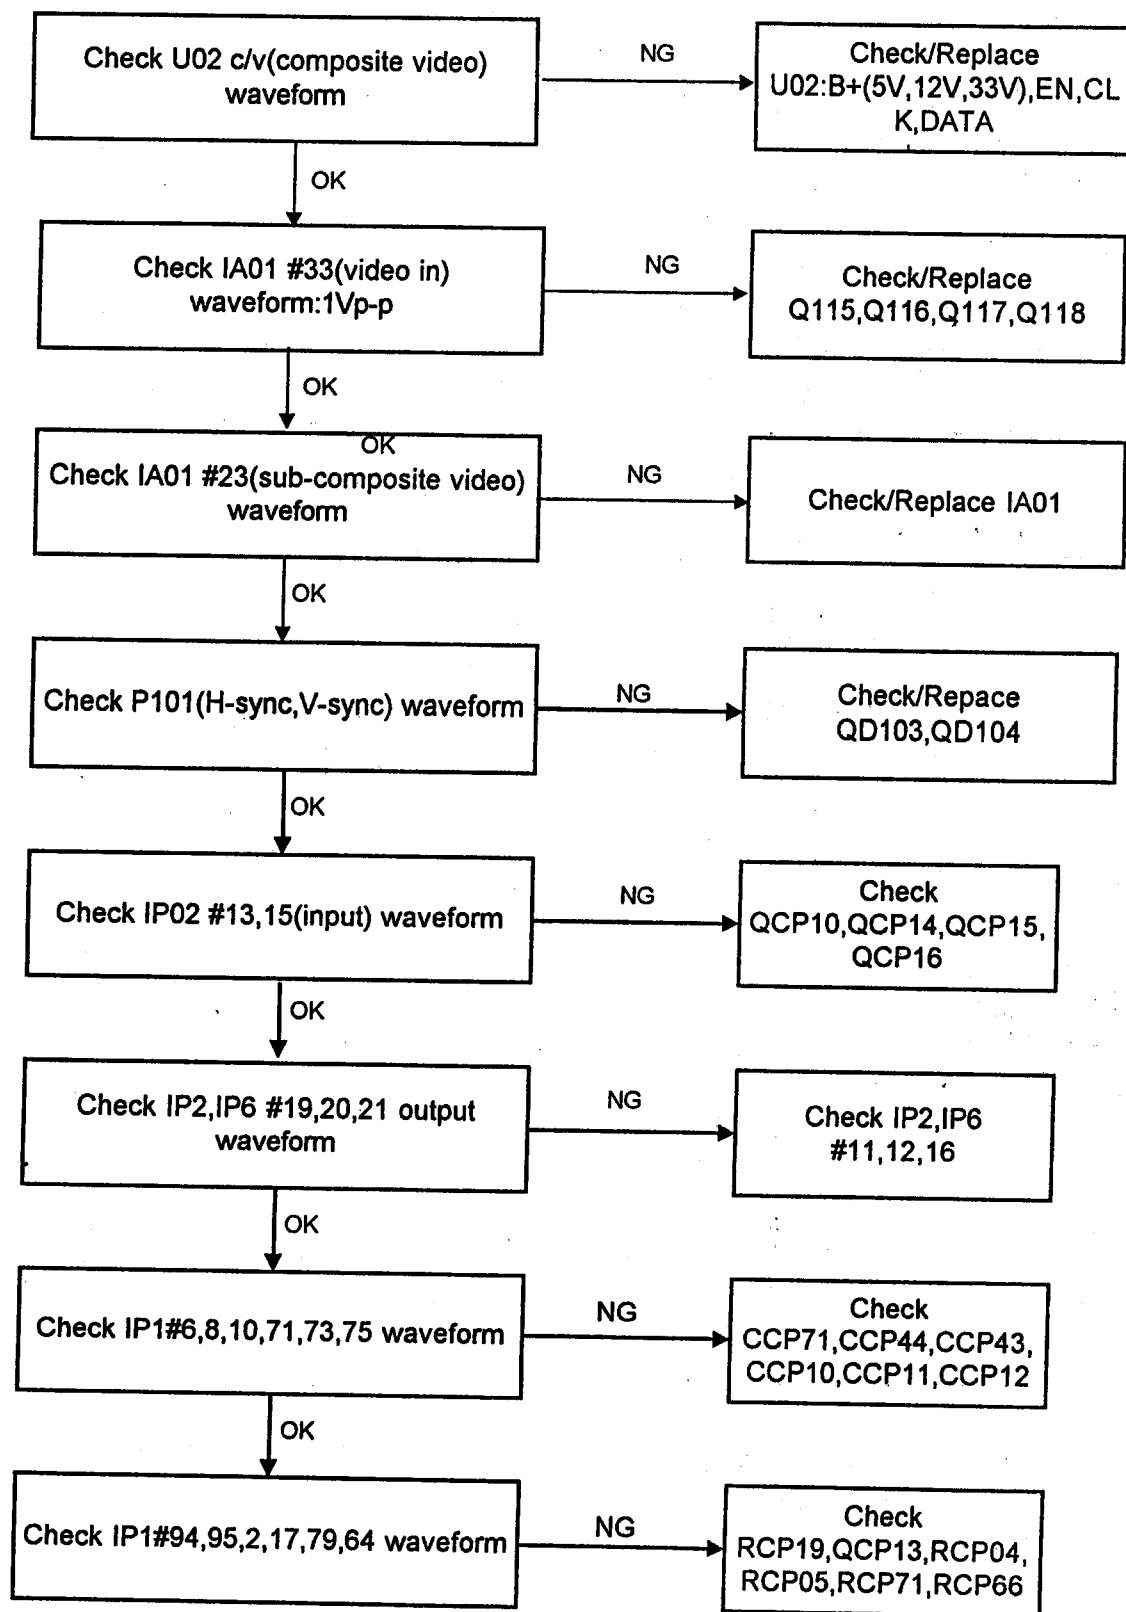 Check U02 c/v(composite video)
waveform
NG
Check/Replace
U02:B+(5V,12V,33V),EN,CL
K,DATA
OK
Check IA01 #33(video in)
waveform:1Vp-p
NG
Check/Replace
Q115,Q116,Q117,Q118
OK
OK
Check IA01 #23(sub-composite video)
waveform
NG
Check/Replace IA01
OK
Check P101(H-sync,V-sync) waveform
NG
Check/Repace
QD103,QD104
OK
Check IP02 #13,15(input) waveform
NG
Check
QCP10,QCP14,QCP15,
QCP16
OK
Check IP2,IP6 #19,20,21 output
waveform
NG
Check IP2,IP6
#11,12,16
OK
Check IP1#6,8,10,71,73,75 waveform
NG
Check
CCP71,CCP44,CCP43,
CCP10,CCP11,CCP12
OK
Check IP1#94,95,2,17,79,64 waveform
NG
Check
RCP19,QCP13,RCP04,
RCP05,RCP71,RCP66